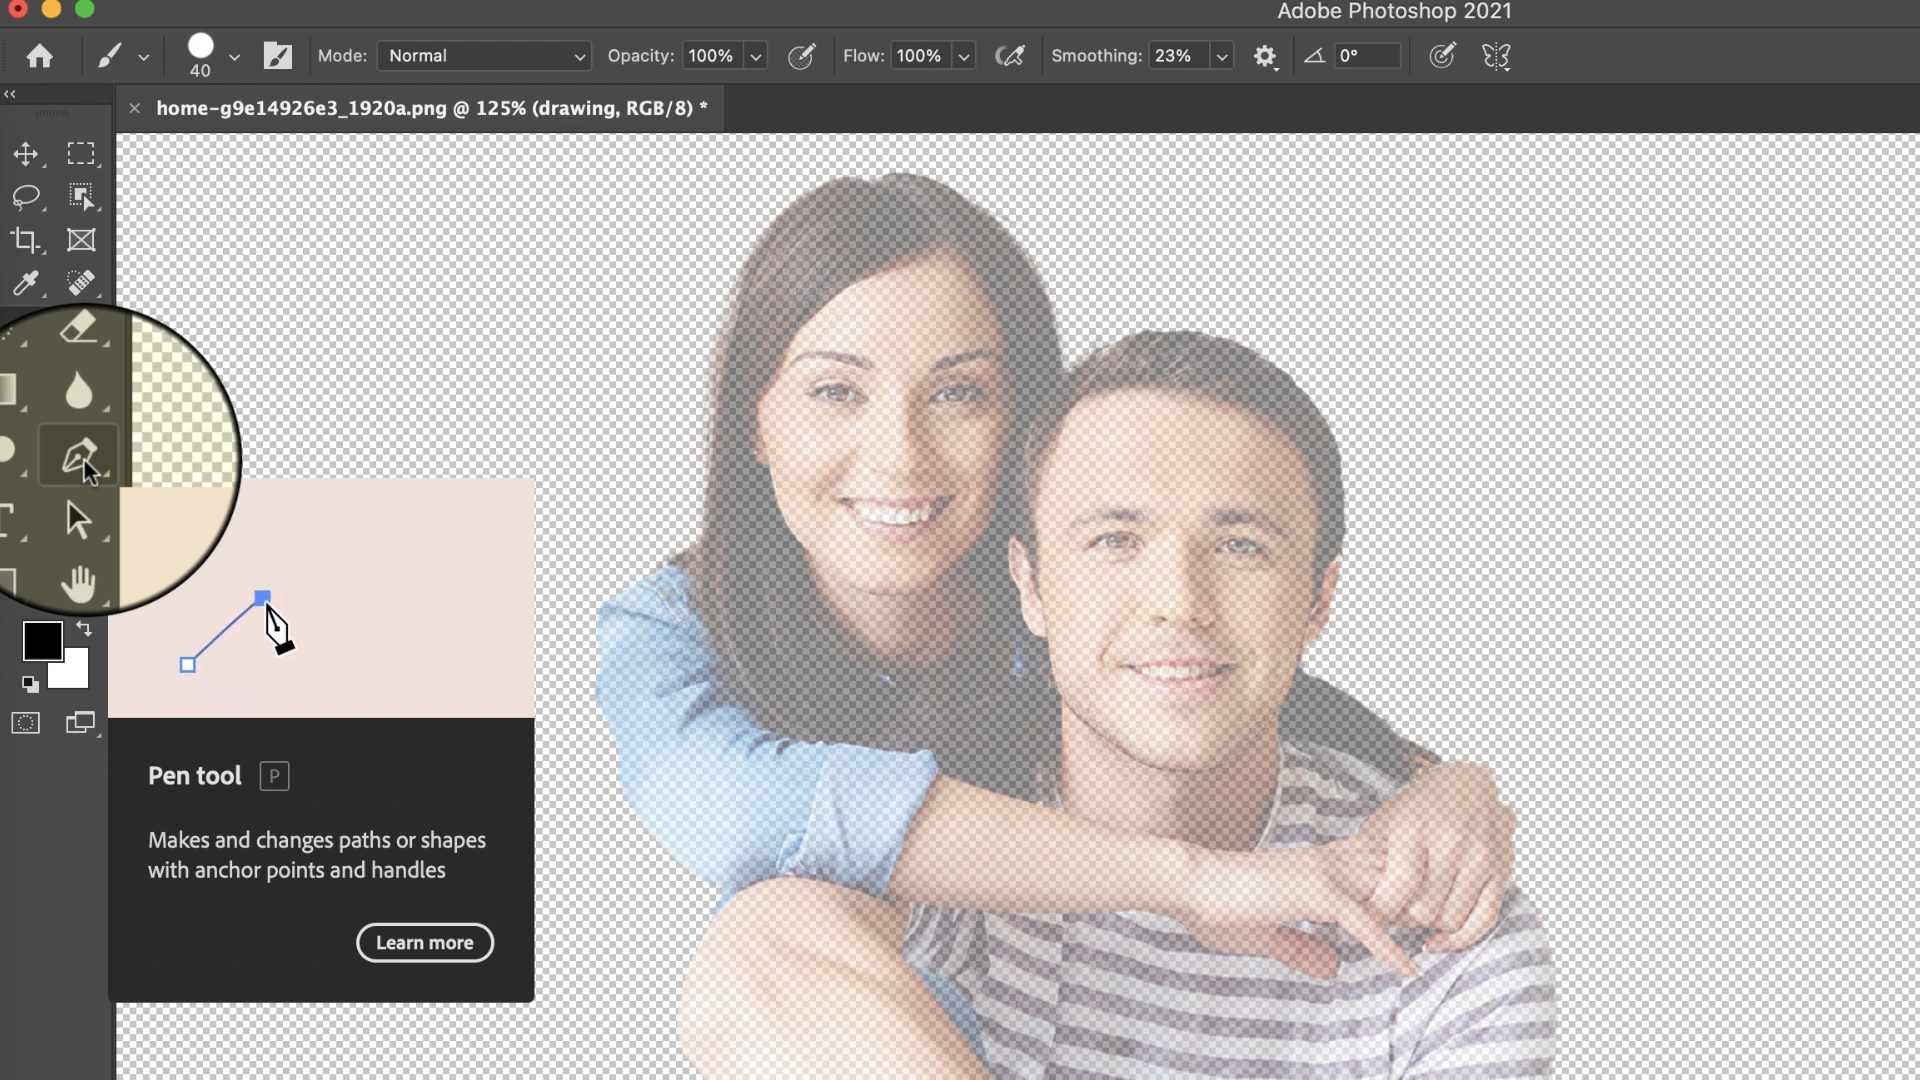 Adobe Photoshop 2021
40
Mode: Normal
Opacity: 100%
Flow: 100%
Smoothing: 23%
0°
home-g9e14926e3_1920a.png @ 125% (drawing, RGB/8) *
Pen tool P
Makes and changes paths or shapes
with anchor points and handles
Learn more